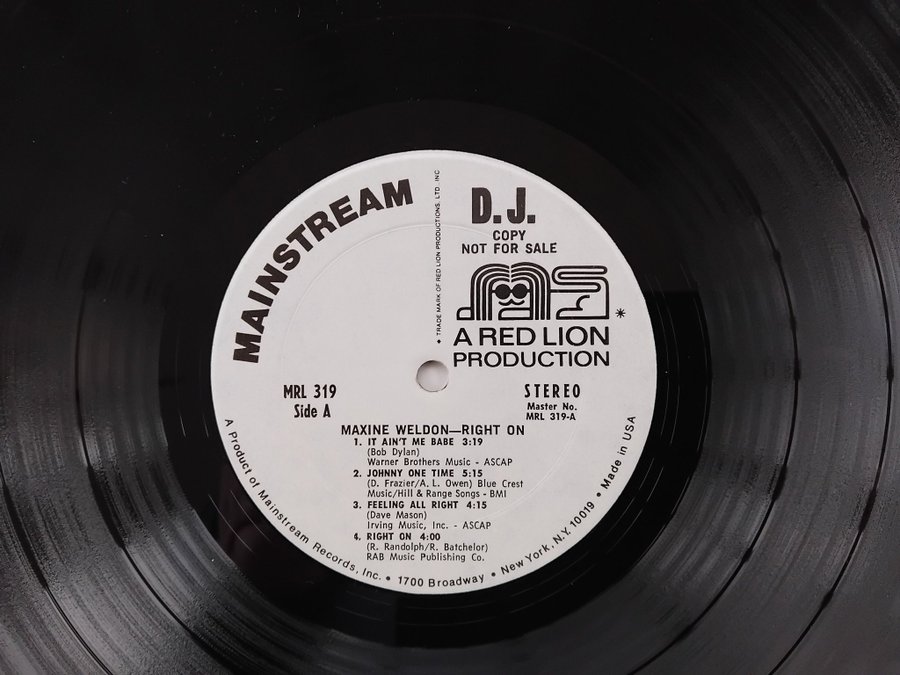 MAINSTREAM
* TRADE MARK OF RED LION PRODUCTIONS, LTD., INC.
D.J.
COPY
NOT FOR SALE
ms*
A RED LION
PRODUCTION
MRL 319
Side A
STEREO
Master No.
MRL 319-A
MAXINE WELDON—RIGHT ON
1. IT AIN'T ME BABE 3:19
(Bob Dylan)
Warner Brothers Music - ASCAP
2. JOHNNY ONE TIME 5:15
(D. Frazier/A. L. Owen) Blue Crest
Music/Hill & Range Songs - BMI
3. FEELING ALL RIGHT 4:15
(Dave Mason)
Irving Music, Inc. - ASCAP
4. RIGHT ON 4:00
(R. Randolph/R. Batchelor)
RAB Music Publishing Co.
A Product of Mainstream Records, Inc. • 1700 Broadway • New York, N.Y. 10019 • Made in USA